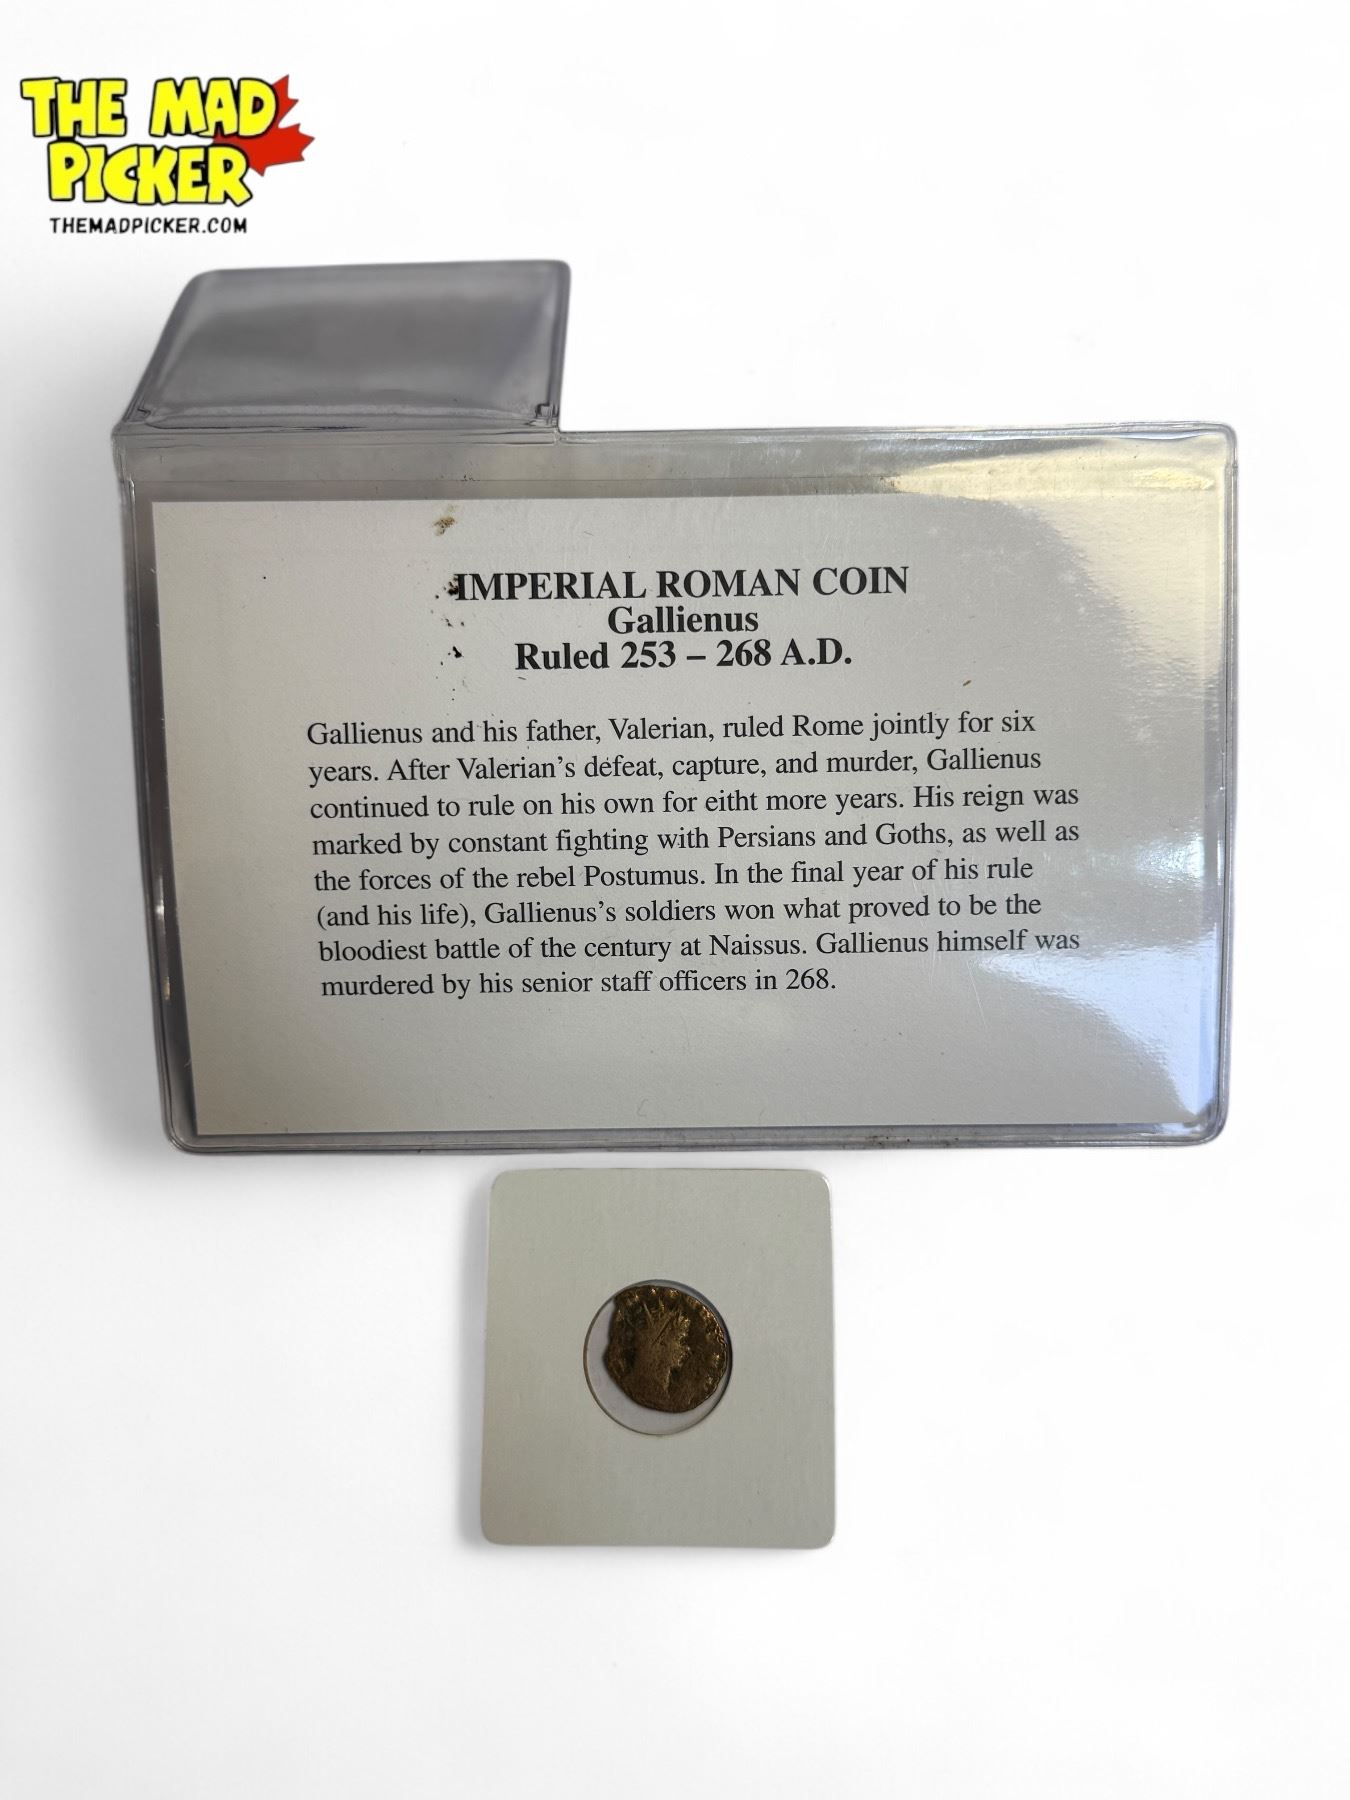 THE MAD
PICKER
THEMADPICKER.COM
IMPERIAL ROMAN COIN
Gallienus
Ruled 253 – 268 A.D.
Gallienus and his father, Valerian, ruled Rome jointly for six
years. After Valerian's defeat, capture, and murder, Gallienus
continued to rule on his own for eitht more years. His reign was
marked by constant fighting with Persians and Goths, as well as
the forces of the rebel Postumus. In the final year of his rule
(and his life), Gallienus's soldiers won what proved to be the
bloodiest battle of the century at Naissus. Gallienus himself was
murdered by his senior staff officers in 268.